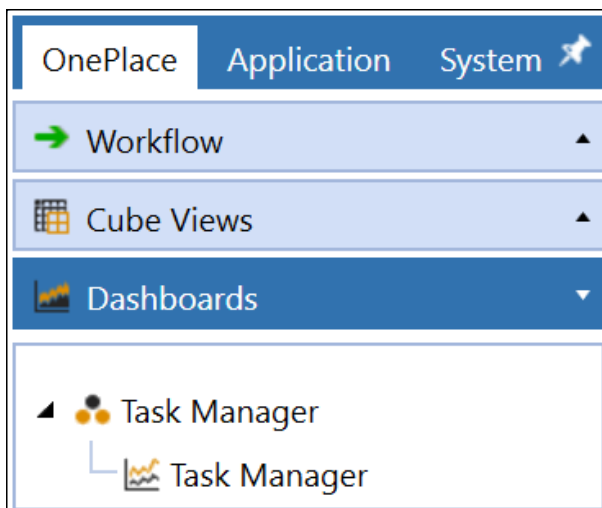 OnePlace Application System
Workflow
Cube Views
Dashboards
Task Manager
Task Manager